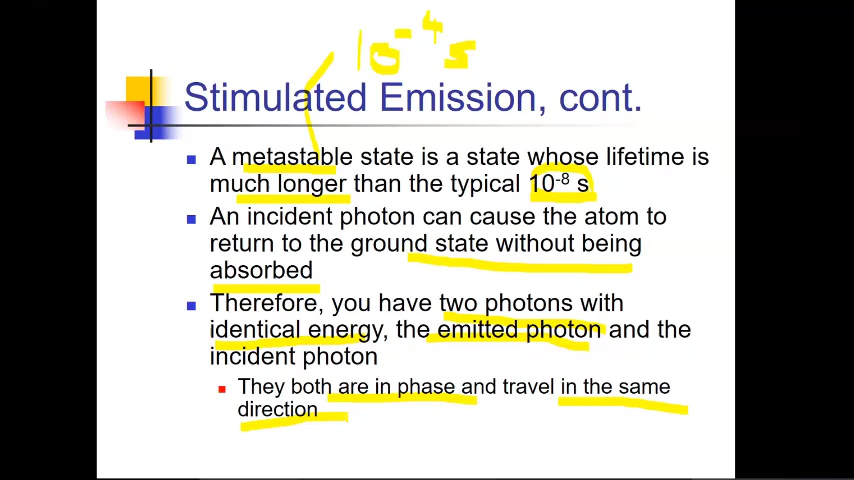 10⁻⁴s
Stimulated Emission, cont.
A metastable state is a state whose lifetime is
much longer than the typical 10⁻⁸ s
An incident photon can cause the atom to
return to the ground state without being
absorbed
Therefore, you have two photons with
identical energy, the emitted photon and the
incident photon
They both are in phase and travel in the same
direction